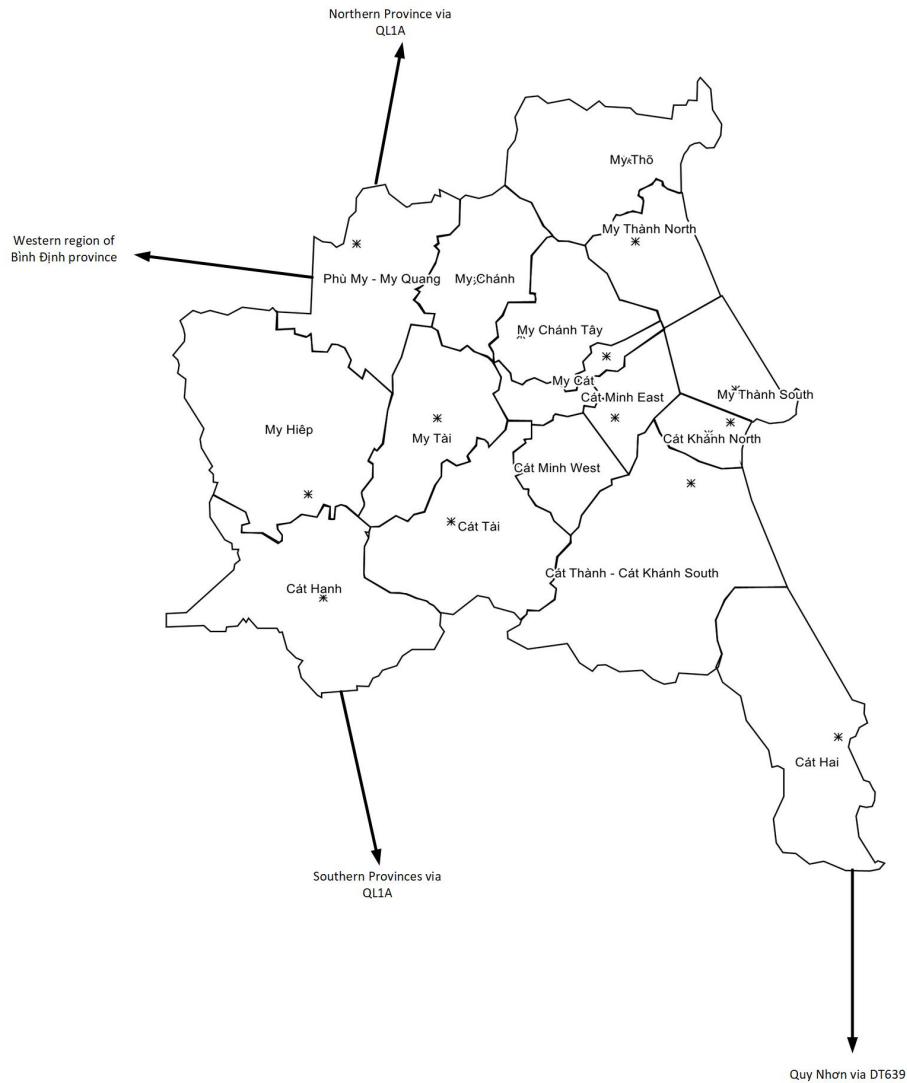 Northern Province via
QL1A
My Thõ
My Thành North
Western region of
Bình Định province
Phù My - My Quang
My Chánh
My Chánh Tây
My Cát
My Thành South
Cát Minh East
My Hiêp
My Tài
Cát Khánh North
Cát Minh West
Cát Tài
Cát Thành - Cát Khánh South
Cát Hanh
Cát Hai
Southern Provinces via
QL1A
Quy Nhơn via DT639